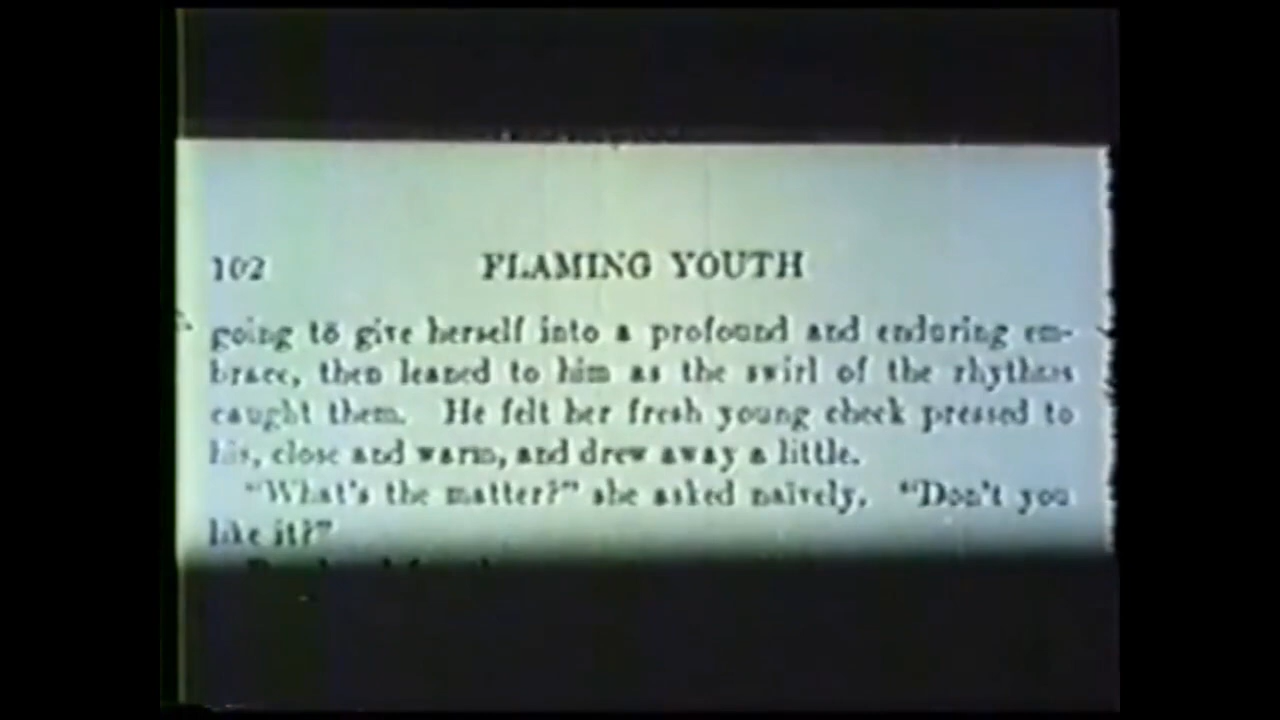 102 FLAMING YOUTH
going to give herself into a profound and enduring em-
brace, then leaned to him as the swirl of the rhythms
caught them. He felt her fresh young cheek pressed to
his, close and warm, and drew away a little.
"What's the matter?" she asked naïvely. "Don't you
like it?"